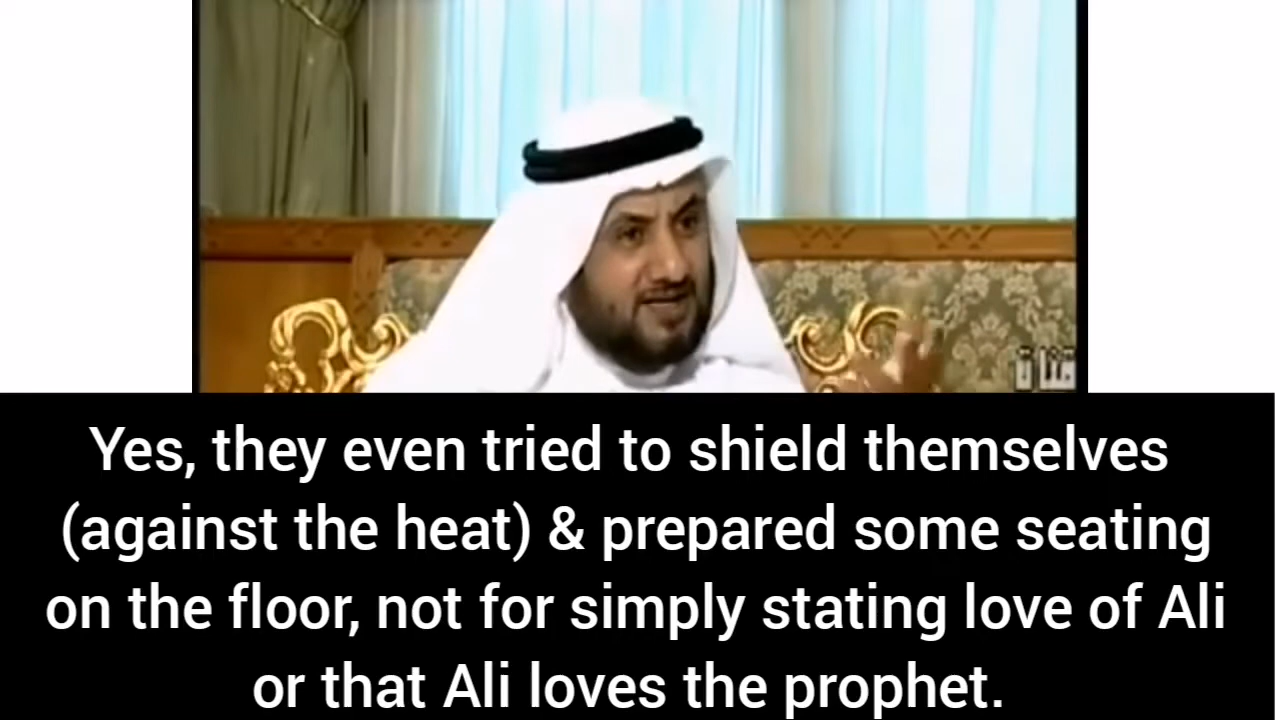 قناة
Yes, they even tried to shield themselves
(against the heat) & prepared some seating
on the floor, not for simply stating love of Ali
or that Ali loves the prophet.